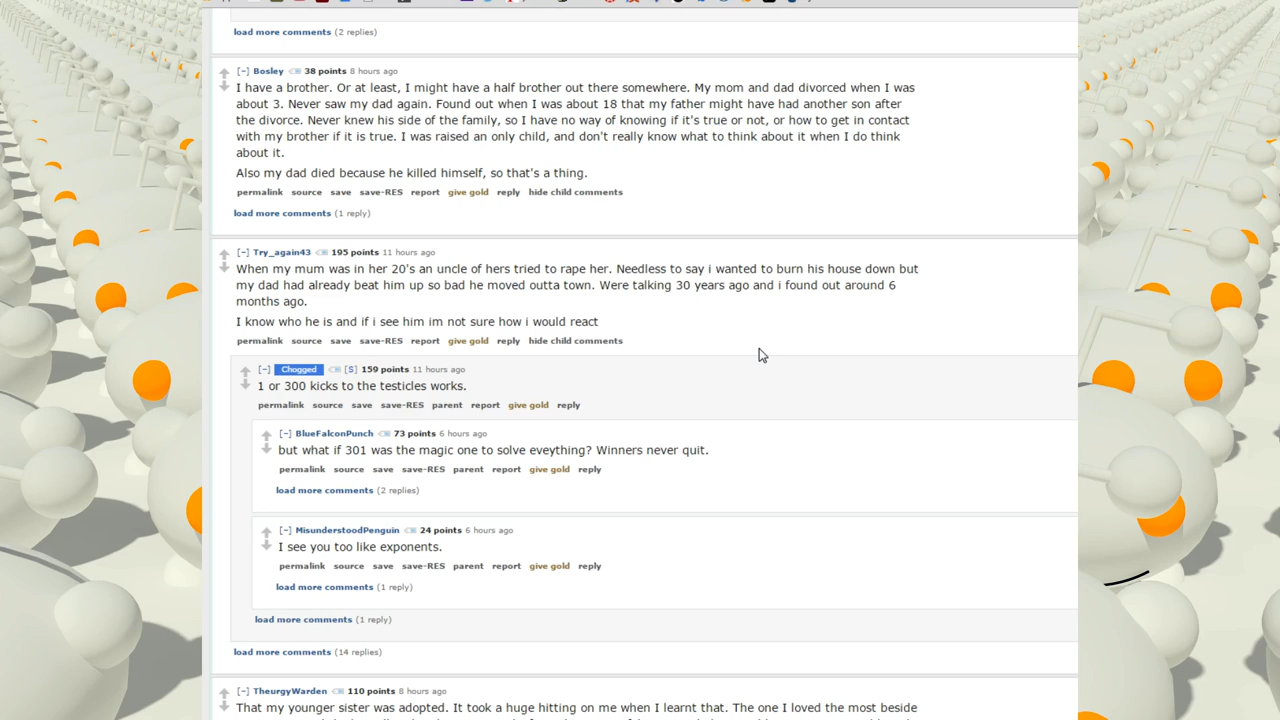 load more comments (2 replies)
[-] Bosley 38 points 8 hours ago
I have a brother. Or at least, I might have a half brother out there somewhere. My mom and dad divorced when I was
about 3. Never saw my dad again. Found out when I was about 18 that my father might have had another son after
the divorce. Never knew his side of the family, so I have no way of knowing if it's true or not, or how to get in contact
with my brother if it is true. I was raised an only child, and don't really know what to think about it when I do think
about it.
Also my dad died because he killed himself, so that's a thing.
permalink source save save-RES report give gold reply hide child comments
load more comments (1 reply)
[-] Try_again43 195 points 11 hours ago
When my mum was in her 20's an uncle of hers tried to rape her. Needless to say i wanted to burn his house down but
my dad had already beat him up so bad he moved outta town. Were talking 30 years ago and i found out around 6
months ago.
I know who he is and if i see him im not sure how i would react
permalink source save save-RES report give gold reply hide child comments
[-] Chogged [S] 159 points 11 hours ago
1 or 300 kicks to the testicles works.
permalink source save save-RES parent report give gold reply
[-] BlueFalconPunch 73 points 6 hours ago
but what if 301 was the magic one to solve eveything? Winners never quit.
permalink source save save-RES parent report give gold reply
load more comments (2 replies)
[-] MisunderstoodPenguin 24 points 6 hours ago
I see you too like exponents.
permalink source save save-RES parent report give gold reply
load more comments (1 reply)
load more comments (1 reply)
load more comments (14 replies)
[-] TheurgyWarden 110 points 8 hours ago
That my younger sister was adopted. It took a huge hitting on me when I learnt that. The one I loved the most beside